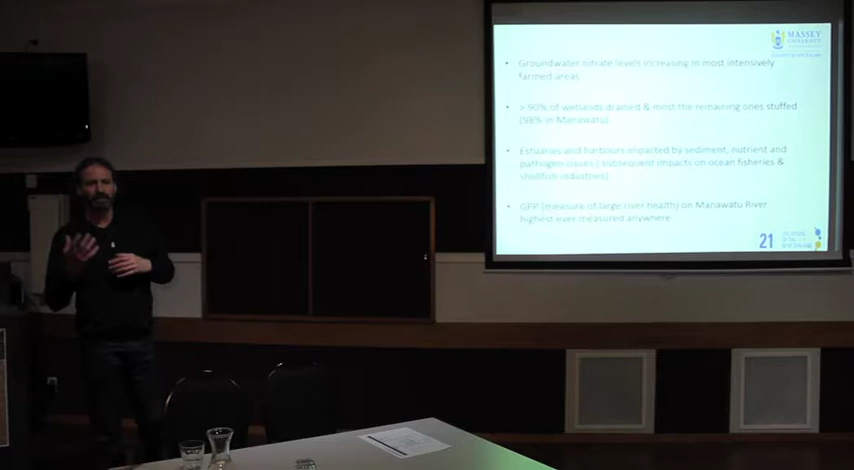 MASSEY
UNIVERSITY
• Groundwater nitrate levels increasing in most intensively
farmed areas
• > 90% of wetlands drained & most the remaining ones stuffed
(98% in Manawatu)
• Estuaries and harbours impacted by sediment, nutrient and
pathogen issues ( subsequent impacts on ocean fisheries &
shellfish industries)
• GPP (measure of large river health) on Manawatu River
highest ever measured anywhere
21